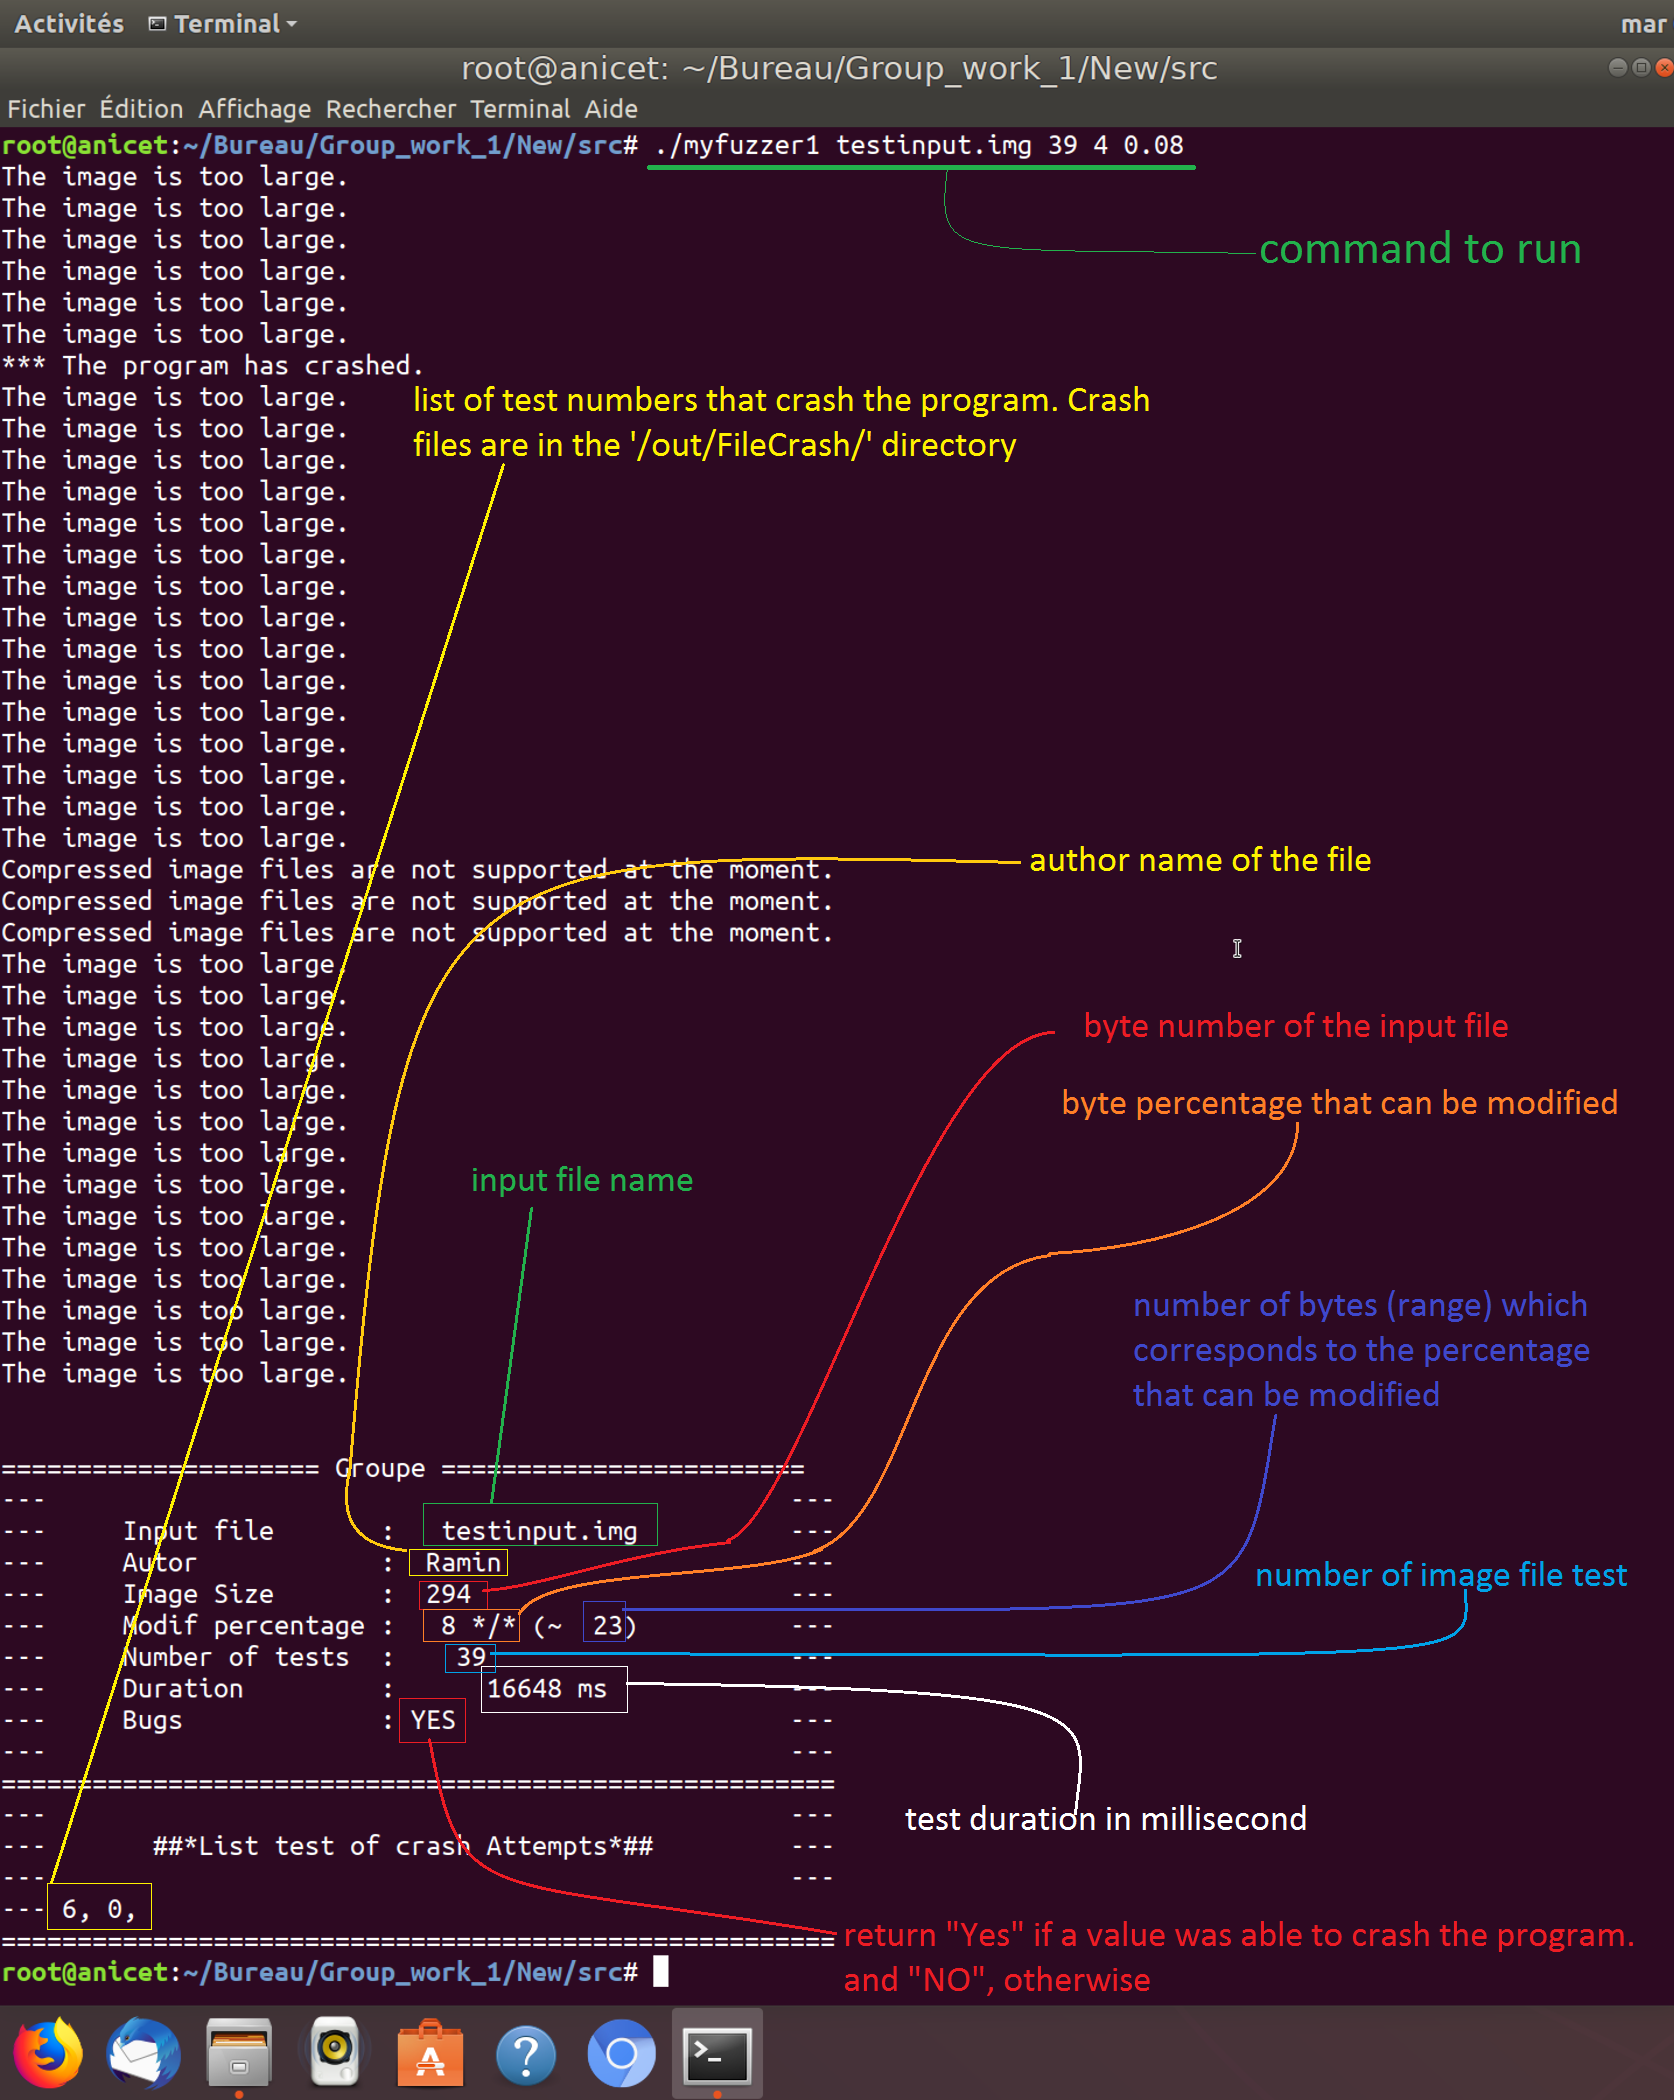 Activités Terminal mar
root@anicet: ~/Bureau/Group_work_1/New/src
Fichier Édition Affichage Rechercher Terminal Aide
root@anicet:~/Bureau/Group_work_1/New/src# ./myfuzzer1 testinput.img 39 4 0.08
The image is too large.
The image is too large.
command to run
The image is too large.
The image is too large.
The image is too large.
The image is too large.
*** The program has crashed.
The image is too large.
list of test numbers that crash the program. Crash
files are in the '/out/FileCrash/' directory
The image is too large.
The image is too large.
The image is too large.
The image is too large.
The image is too large.
The image is too large.
The image is too large.
The image is too large.
The image is too large.
The image is too large.
The image is too large.
The image is too large.
The image is too large.
The image is too large.
Compressed image files are not supported at the moment.
author name of the file
Compressed image files are not supported at the moment.
Compressed image files are not supported at the moment.
The image is too large.
The image is too large.
The image is too large.
byte number of the input file
The image is too large.
The image is too large.
byte percentage that can be modified
The image is too large.
The image is too large.
The image is too large.
input file name
The image is too large.
The image is too large.
The image is too large.
The image is too large.
number of bytes (range) which
corresponds to the percentage
that can be modified
The image is too large.
The image is too large.
===================== Groupe ========================
--- ---
--- Input file : testinput.img ---
--- Autor : Ramin ---
--- Image Size : 294 ---
number of image file test
--- Modif percentage : 8 */* (~ 23) ---
--- Number of tests : 39 ---
--- Duration : 16648 ms ---
--- Bugs : YES ---
--- ---
=======================================================
--- ---
test duration in millisecond
--- ##*List test of crash Attempts*## ---
--- ---
--- 6, 0,
=======================================================
return "Yes" if a value was able to crash the program.
and "NO", otherwise
root@anicet:~/Bureau/Group_work_1/New/src#